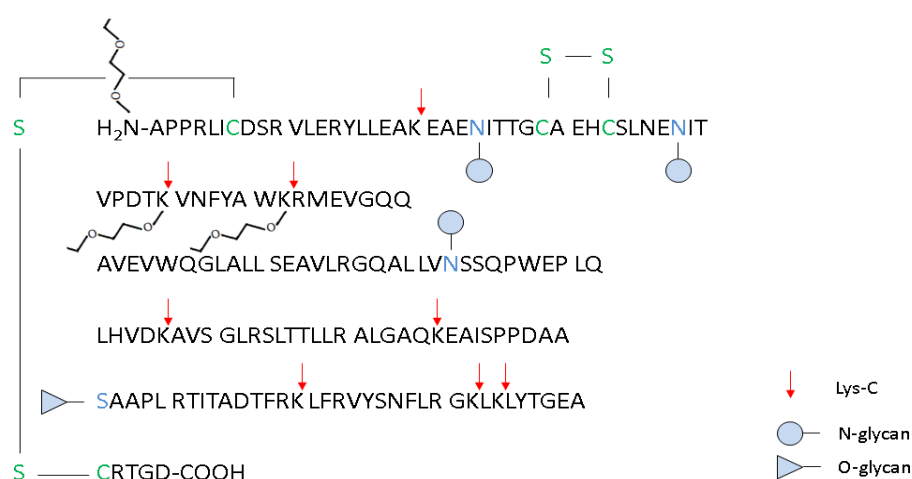 S — S
S H₂N-APPRLICDSR VLERYLLEAK EAENITTGCA EHCSLNENIT
VPDTK VNFYA WKRMEVGQQ
AVEVWQGLALL SEAVLRGQAL LVNSSQPWEP LQ
LHVDKAVS GLRSLTTLLR ALGAQKEAISPPDAA
SAAPL RTITADTFRK LFRVYSNFLR GKLKLYTGEA
S CRTGD-COOH
Lys-C
N-glycan
O-glycan
o
o
o
o
o
o